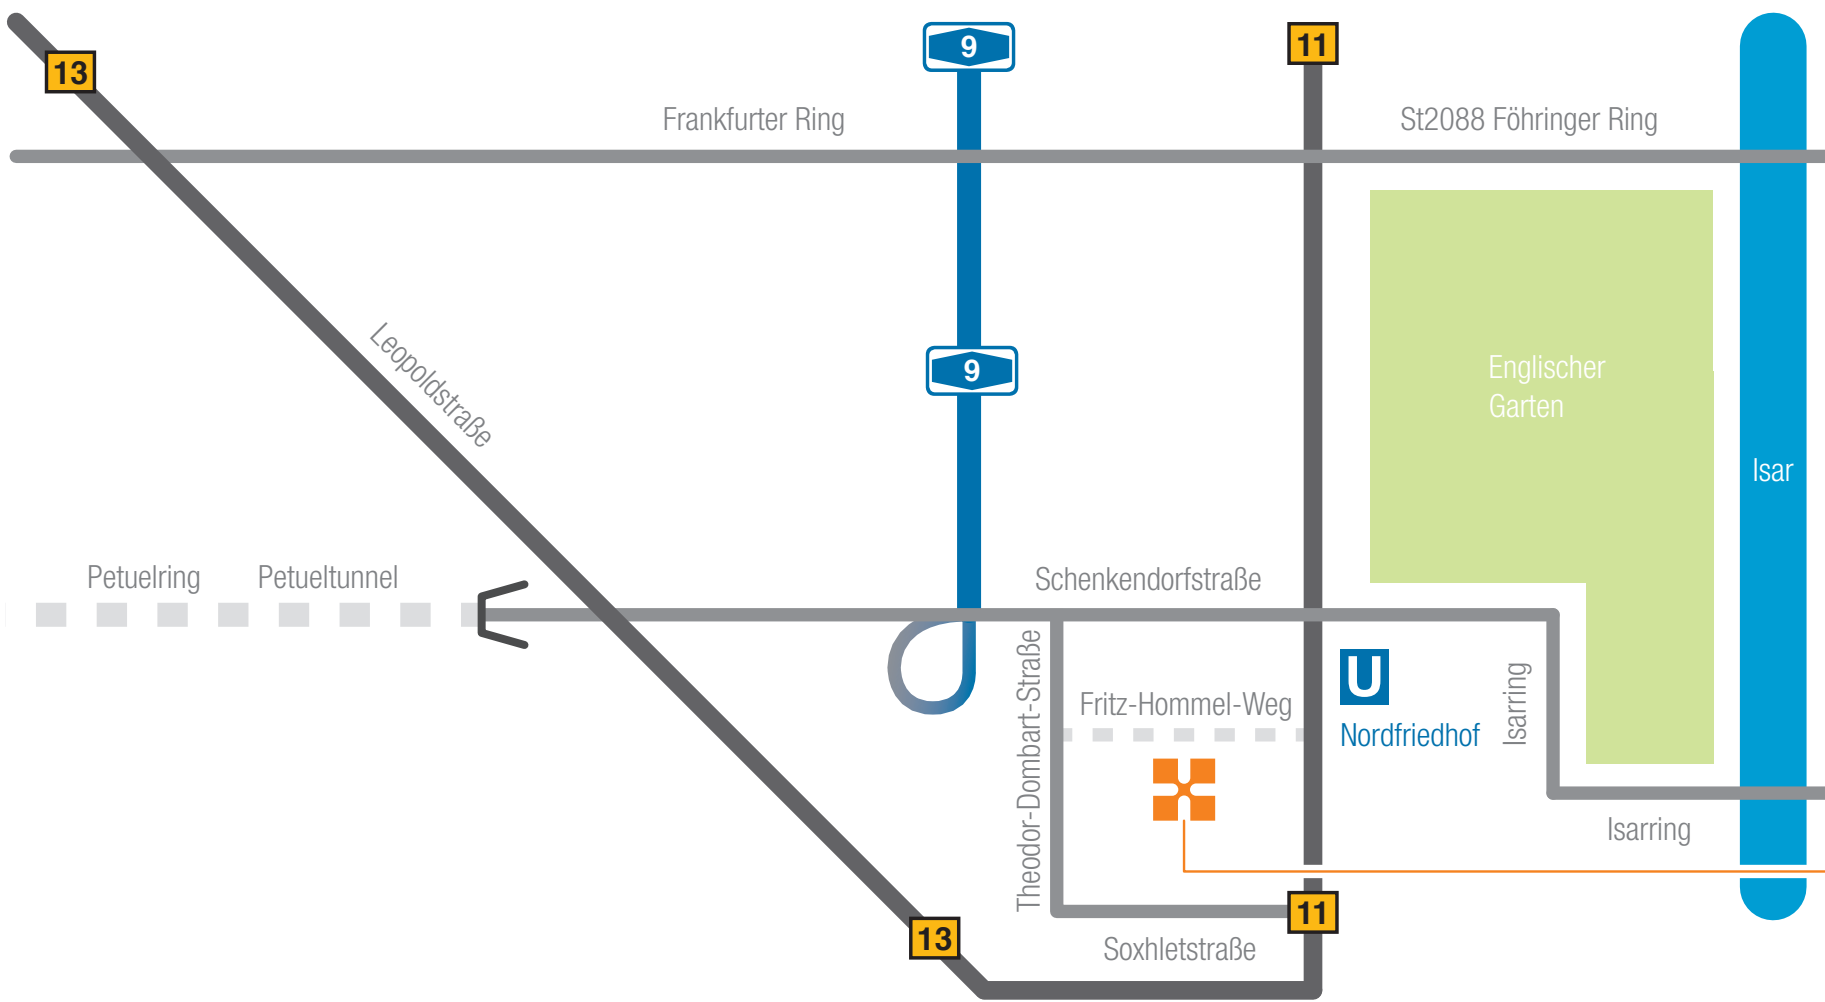 9
11
13
Frankfurter Ring
St2088 Föhringer Ring
Leopoldstraße
9
Englischer
Garten
Isar
Petuelring
Petueltunnel
Schenkendorfstraße
Theodor-Dombart-Straße
U
Isarring
Fritz-Hommel-Weg
Nordfriedhof
Isarring
11
13
Soxhletstraße